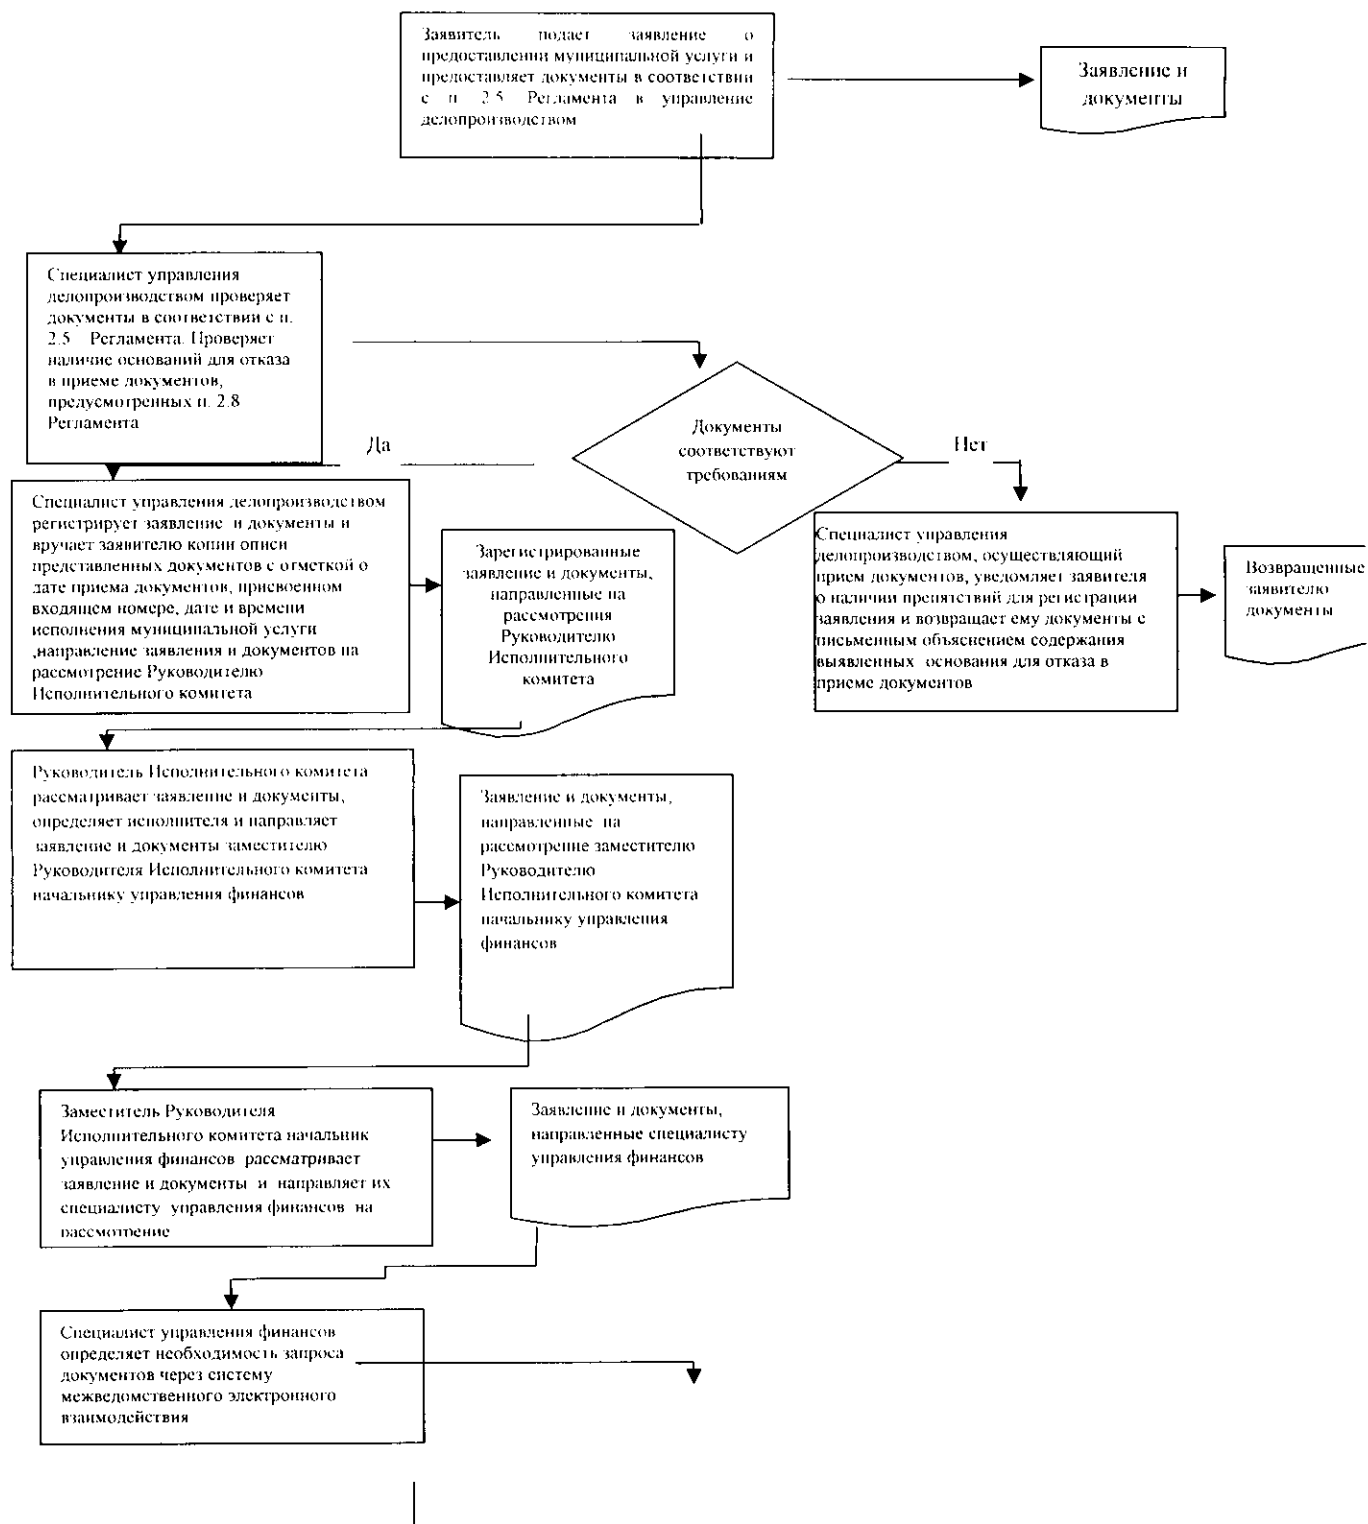 Заявитель подает заявление о
предоставлении муниципальной услуги и
предоставляет документы в соответствии
с п. 2.5 Регламента в управление
делопроизводством
Заявление и
документы
Специалист управления
делопроизводством проверяет
документы в соответствии с п.
2.5 Регламента. Проверяет
наличие оснований для отказа
в приеме документов,
предусмотренных п. 2.8
Регламента
Документы
соответствуют
требованиям
Да
Нет
Специалист управления делопроизводством
регистрирует заявление и документы и
вручает заявителю копии описи
представленных документов с отметкой о
дате приема документов, присвоенном
входящем номере, дате и времени
исполнения муниципальной услуги
,направление заявления и документов на
рассмотрение Руководителю
Исполнительного комитета
Зарегистрированные
заявление и документы,
направленные на
рассмотрения
Руководителю
Исполнительного
комитета
Специалист управления
делопроизводством, осуществляющий
прием документов, уведомляет заявителя
о наличии препятствий для регистрации
заявления и возвращает ему документы с
письменным объяснением содержания
выявленных основания для отказа в
приеме документов
Возвращенные
заявителю
документы
Руководитель Исполнительного комитета
рассматривает заявление и документы,
определяет исполнителя и направляет
заявление и документы заместителю
Руководителя Исполнительного комитета
начальнику управления финансов
Заявление и документы,
направленные на
рассмотрение заместителю
Руководителю
Исполнительного комитета
начальнику управления
финансов
Заместитель Руководителя
Исполнительного комитета начальник
управления финансов рассматривает
заявление и документы и направляет их
специалисту управления финансов на
рассмотрение
Заявление и документы,
направленные специалисту
управления финансов
Специалист управления финансов
определяет необходимость запроса
документов через систему
межведомственного электронного
взаимодействия